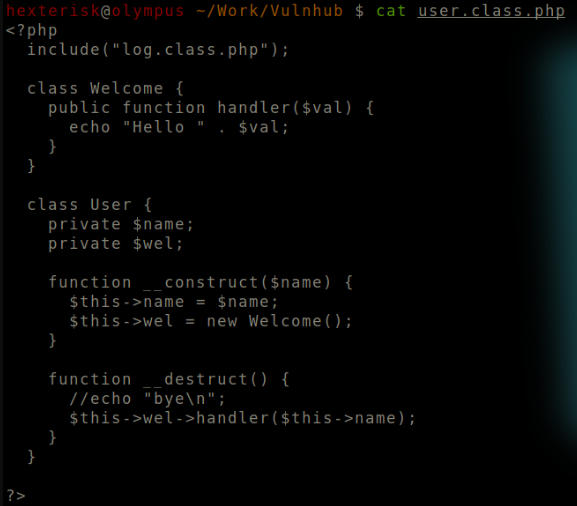 hexterisk@olympus ~/Work/Vulnhub $ cat user.class.php
<?php
  include("log.class.php");

  class Welcome {
    public function handler($val) {
      echo "Hello " . $val;
    }
  }

  class User {
    private $name;
    private $wel;

    function __construct($name) {
      $this->name = $name;
      $this->wel = new Welcome();
    }

    function __destruct() {
      //echo "bye\n";
      $this->wel->handler($this->name);
    }
  }

?>